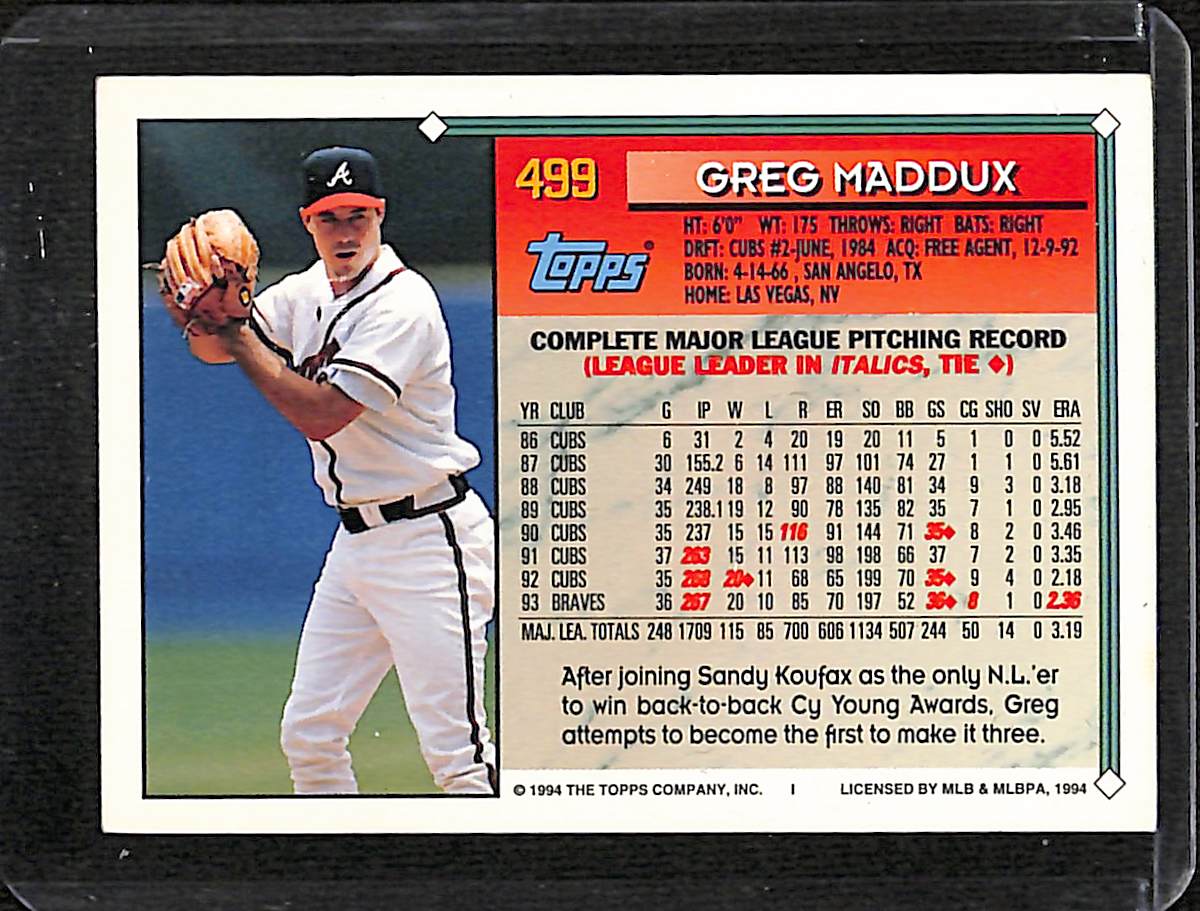 A
499
GREG MADDUX
Topps®
HT: 6'0" WT: 175 THROWS: RIGHT BATS: RIGHT
DRFT: CUBS #2-JUNE, 1984 ACQ: FREE AGENT, 12-9-92
BORN: 4-14-66 , SAN ANGELO, TX
HOME: LAS VEGAS, NV
COMPLETE MAJOR LEAGUE PITCHING RECORD
(LEAGUE LEADER IN ITALICS, TIE ♦)
YR CLUB G IP W L R ER SO BB GS CG SHO SV ERA
86 CUBS 6 31 2 4 20 19 20 11 5 1 0 0 5.52
87 CUBS 30 155.2 6 14 111 97 101 74 27 1 1 0 5.61
88 CUBS 34 249 18 8 97 88 140 81 34 9 3 0 3.18
89 CUBS 35 238.1 19 12 90 78 135 82 35 7 1 0 2.95
90 CUBS 35 237 15 15 116 91 144 71 35♦ 8 2 0 3.46
91 CUBS 37 263 15 11 113 98 198 66 37 7 2 0 3.35
92 CUBS 35 268 20♦ 11 68 65 199 70 35♦ 9 4 0 2.18
93 BRAVES 36 267 20 10 85 70 197 52 36♦ 8 1 0 2.36
MAJ. LEA. TOTALS 248 1709 115 85 700 606 1134 507 244 50 14 0 3.19
After joining Sandy Koufax as the only N.L.'er
to win back-to-back Cy Young Awards, Greg
attempts to become the first to make it three.
© 1994 THE TOPPS COMPANY, INC. I LICENSED BY MLB & MLBPA, 1994